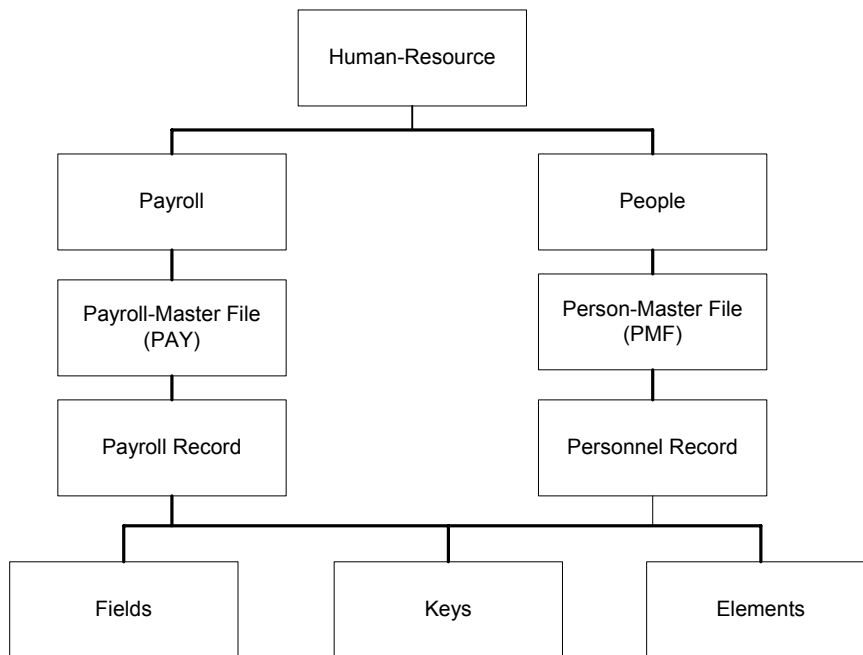 Human-Resource
Payroll
People
Payroll-Master File
(PAY)
Person-Master File
(PMF)
Payroll Record
Personnel Record
Fields
Keys
Elements